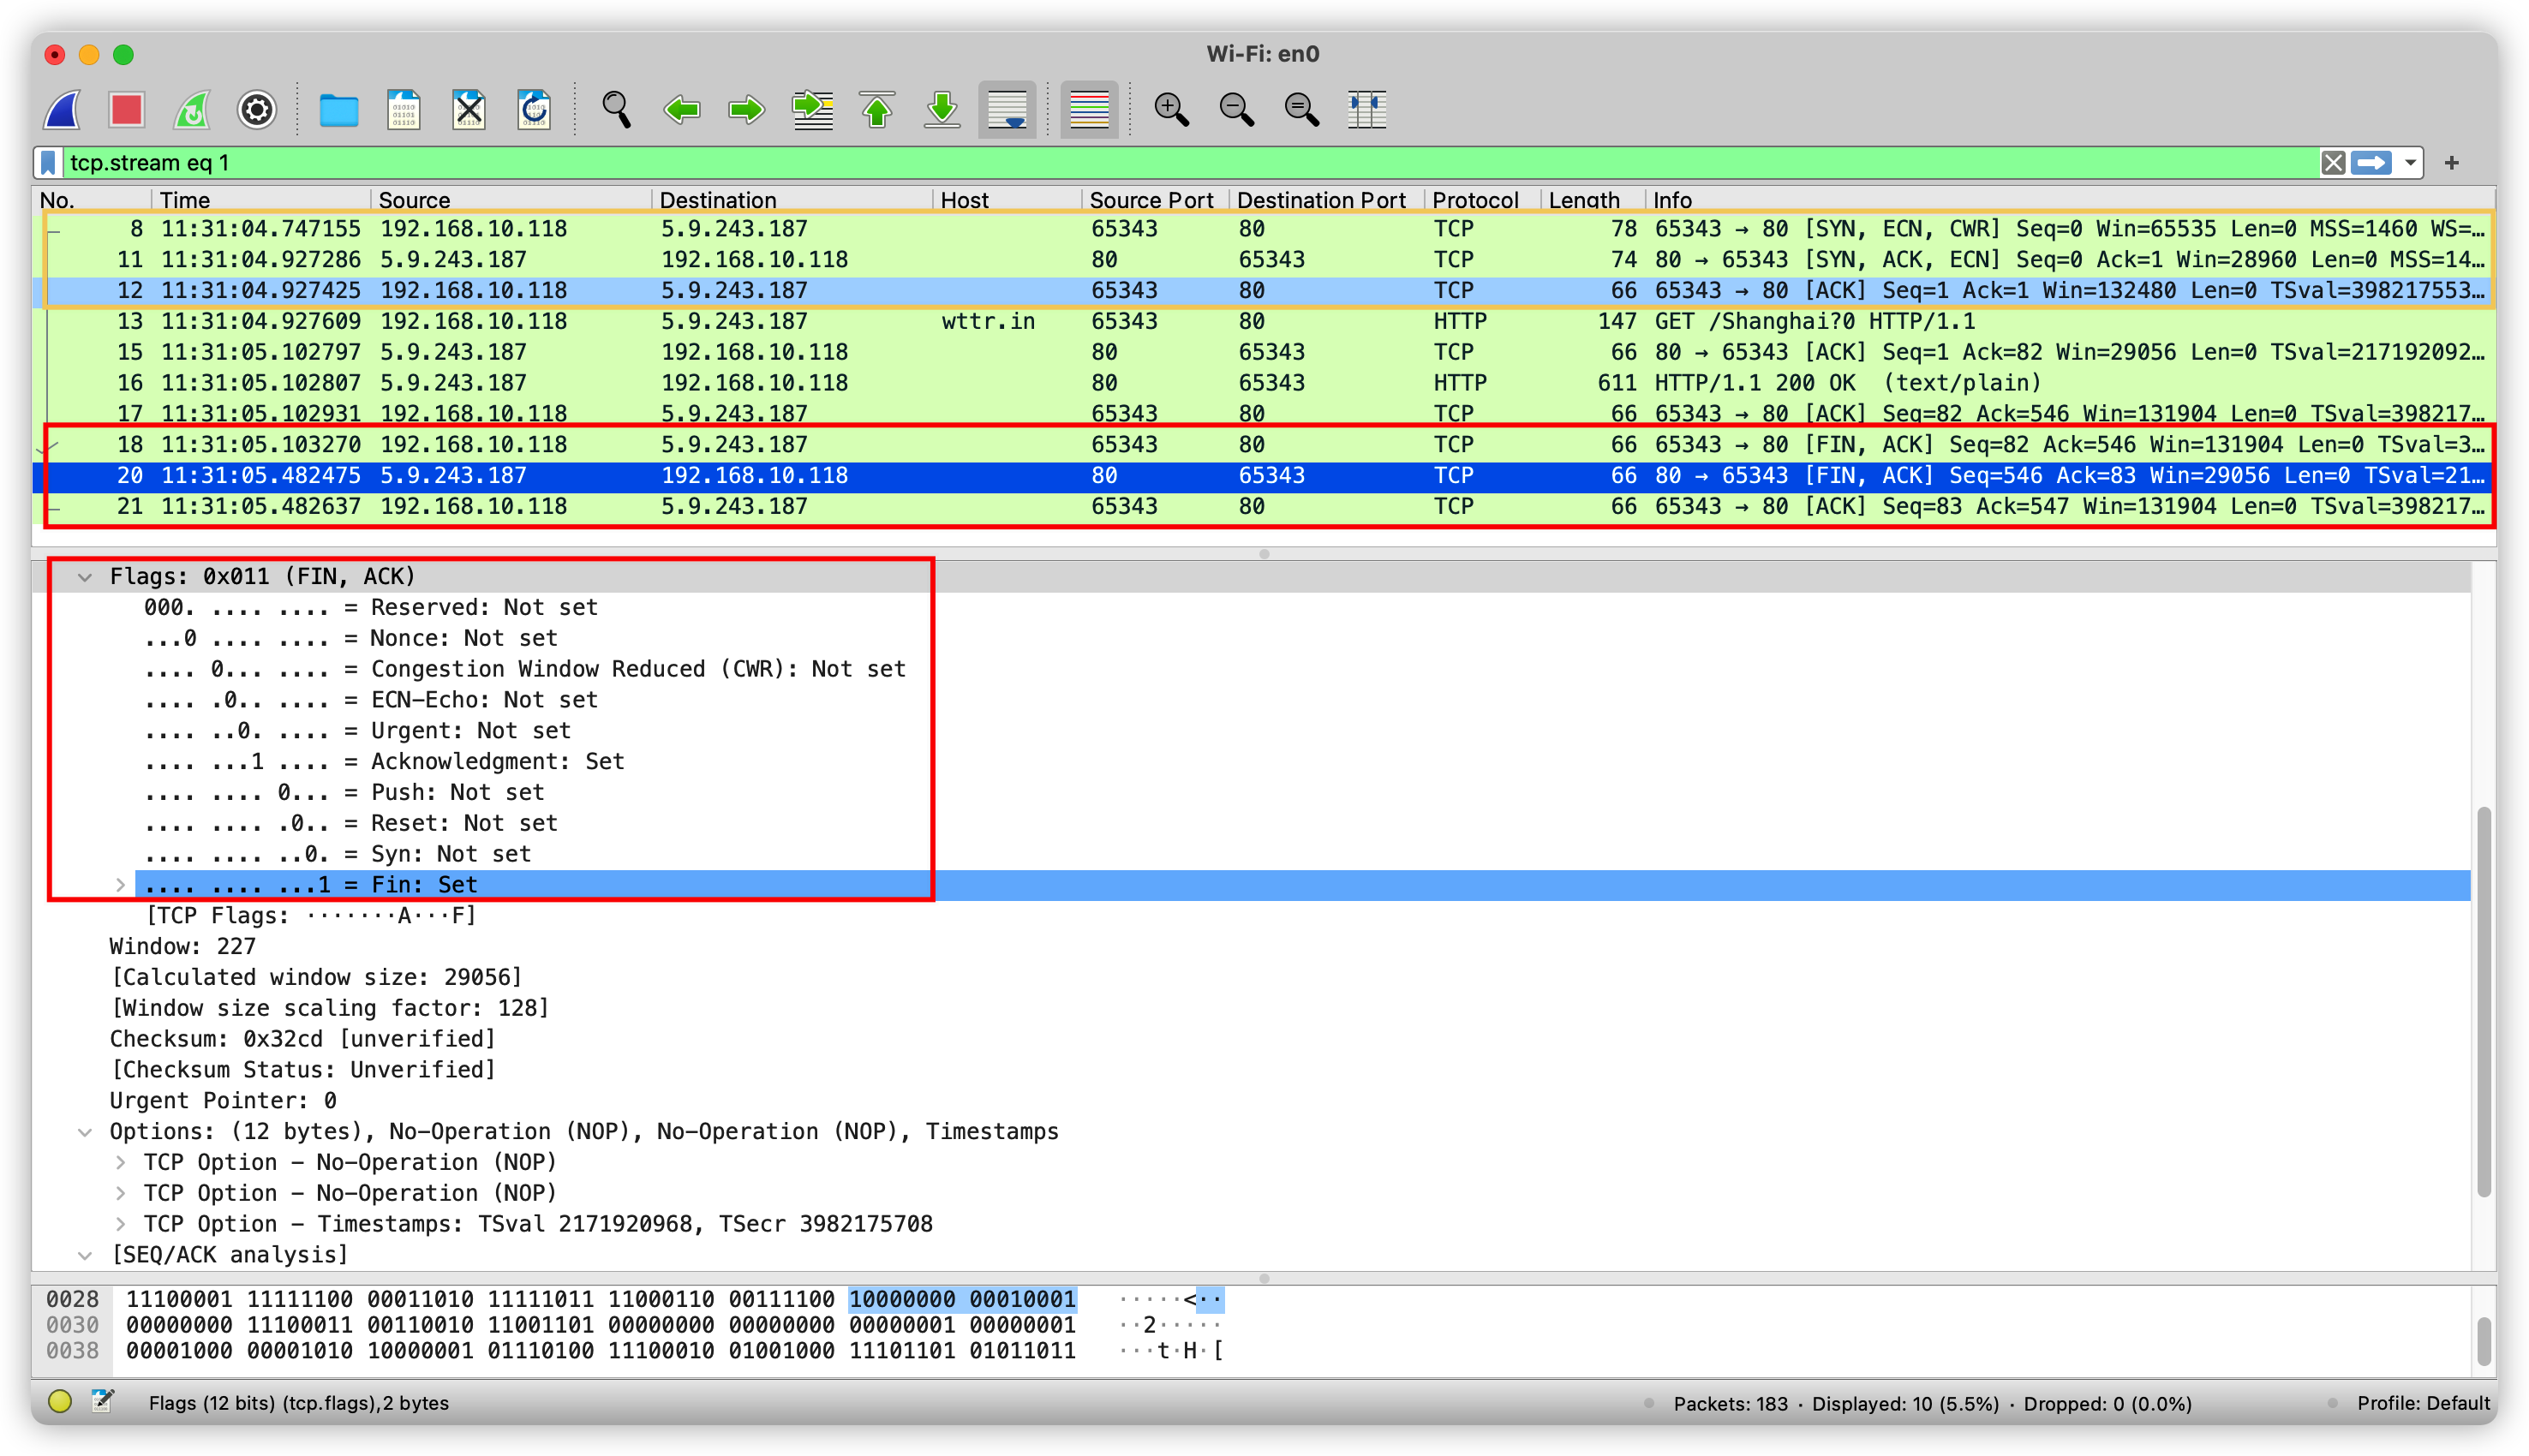 Wi-Fi: en0
tcp.stream eq 1
No. Time Source Destination Host Source Port Destination Port Protocol Length Info
8 11:31:04.747155 192.168.10.118 5.9.243.187 65343 80 TCP 78 65343 → 80 [SYN, ECN, CWR] Seq=0 Win=65535 Len=0 MSS=1460 WS=…
11 11:31:04.927286 5.9.243.187 192.168.10.118 80 65343 TCP 74 80 → 65343 [SYN, ACK, ECN] Seq=0 Ack=1 Win=28960 Len=0 MSS=14…
12 11:31:04.927425 192.168.10.118 5.9.243.187 65343 80 TCP 66 65343 → 80 [ACK] Seq=1 Ack=1 Win=132480 Len=0 TSval=398217553…
13 11:31:04.927609 192.168.10.118 5.9.243.187 wttr.in 65343 80 HTTP 147 GET /Shanghai?0 HTTP/1.1
15 11:31:05.102797 5.9.243.187 192.168.10.118 80 65343 TCP 66 80 → 65343 [ACK] Seq=1 Ack=82 Win=29056 Len=0 TSval=217192092…
16 11:31:05.102807 5.9.243.187 192.168.10.118 80 65343 HTTP 611 HTTP/1.1 200 OK (text/plain)
17 11:31:05.102931 192.168.10.118 5.9.243.187 65343 80 TCP 66 65343 → 80 [ACK] Seq=82 Ack=546 Win=131904 Len=0 TSval=398217…
18 11:31:05.103270 192.168.10.118 5.9.243.187 65343 80 TCP 66 65343 → 80 [FIN, ACK] Seq=82 Ack=546 Win=131904 Len=0 TSval=3…
20 11:31:05.482475 5.9.243.187 192.168.10.118 80 65343 TCP 66 80 → 65343 [FIN, ACK] Seq=546 Ack=83 Win=29056 Len=0 TSval=21…
21 11:31:05.482637 192.168.10.118 5.9.243.187 65343 80 TCP 66 65343 → 80 [ACK] Seq=83 Ack=547 Win=131904 Len=0 TSval=398217…
Flags: 0x011 (FIN, ACK)
000. .... .... = Reserved: Not set
...0 .... .... = Nonce: Not set
.... 0... .... = Congestion Window Reduced (CWR): Not set
.... .0.. .... = ECN-Echo: Not set
.... ..0. .... = Urgent: Not set
.... ...1 .... = Acknowledgment: Set
.... .... 0... = Push: Not set
.... .... .0.. = Reset: Not set
.... .... ..0. = Syn: Not set
.... .... ...1 = Fin: Set
[TCP Flags: ·······A···F]
Window: 227
[Calculated window size: 29056]
[Window size scaling factor: 128]
Checksum: 0x32cd [unverified]
[Checksum Status: Unverified]
Urgent Pointer: 0
Options: (12 bytes), No-Operation (NOP), No-Operation (NOP), Timestamps
TCP Option - No-Operation (NOP)
TCP Option - No-Operation (NOP)
TCP Option - Timestamps: TSval 2171920968, TSecr 3982175708
[SEQ/ACK analysis]
0028 11100001 11111100 00011010 11111011 11000110 00111100 10000000 00010001 ·····<··
0030 00000000 11100011 00110010 11001101 00000000 00000000 00000001 00000001 ··2·····
0038 00001000 00001010 10000001 01110100 11100010 01001000 11101101 01011011 ···t·H·[
Flags (12 bits) (tcp.flags),2 bytes
Packets: 183 · Displayed: 10 (5.5%) · Dropped: 0 (0.0%)
Profile: Default